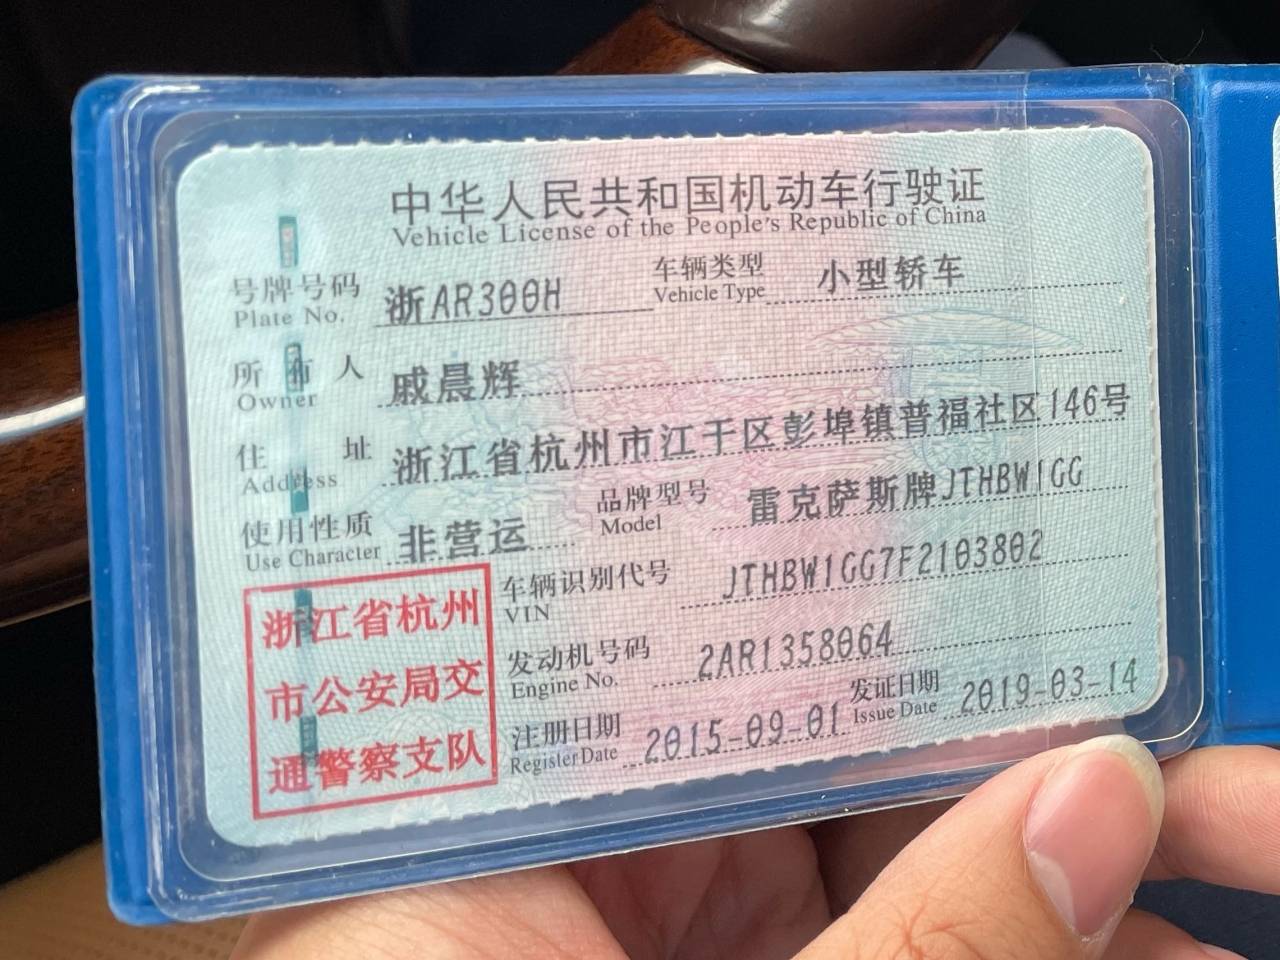 中华人民共和国机动车行驶证
Vehicle License of the People's Republic of China
号牌号码 浙AR300H 车辆类型 小型轿车
Plate No. Vehicle Type
所有人 戚晨辉
Owner
住址 浙江省杭州市江干区彭埠镇普福社区146号
Address
使用性质 非营运 品牌型号 雷克萨斯牌JTHBW1GG
Use Character Model
车辆识别代号 JTHBW1GG7F2103802
VIN
发动机号码 2AR1358064
Engine No.
注册日期 2015-09-01 发证日期 2019-03-14
Register Date Issue Date
浙江省杭州
市公安局交
通警察支队